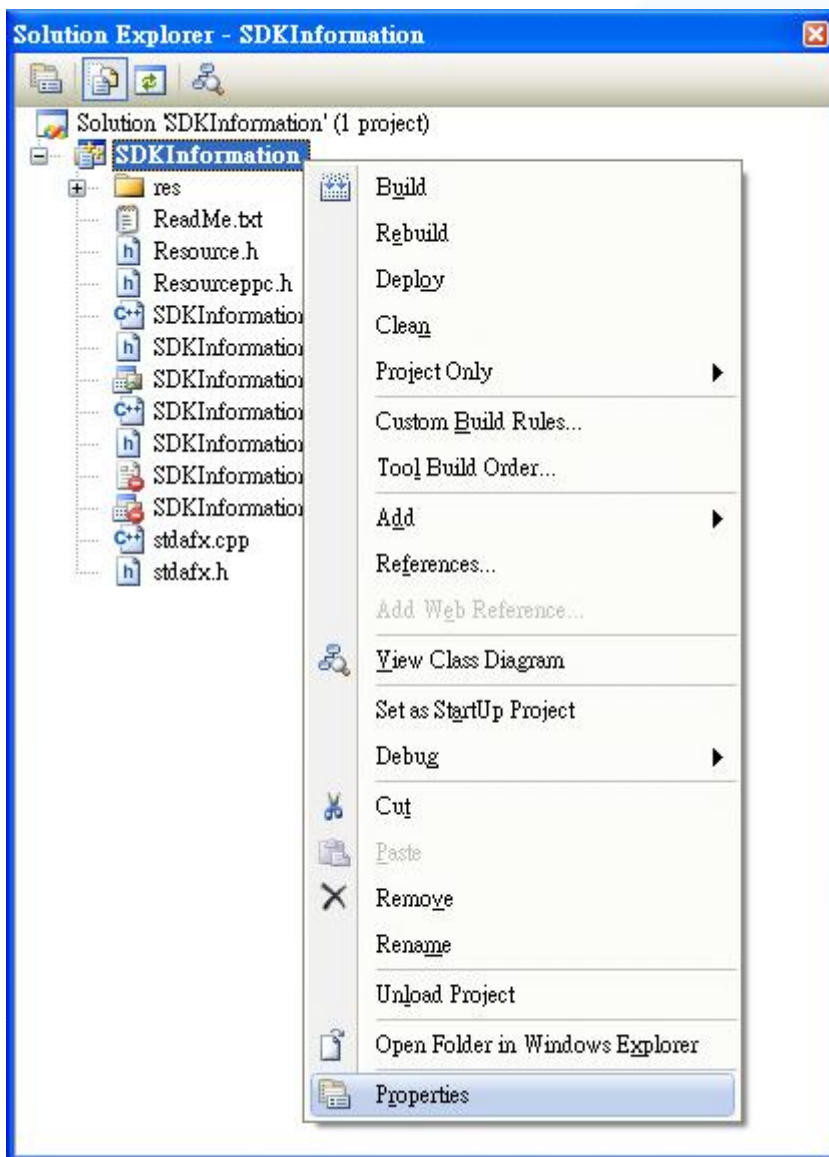 Solution Explorer - SDKInformation
Solution 'SDKInformation' (1 project)
SDKInformation
res
ReadMe.txt
Resource.h
Resourceppc.h
SDKInformation
SDKInformation
SDKInformation
SDKInformation
SDKInformation
SDKInformation
SDKInformation
stdafx.cpp
stdafx.h
Build
Rebuild
Deploy
Clean
Project Only
Custom Build Rules...
Tool Build Order...
Add
References...
Add Web Reference...
View Class Diagram
Set as StartUp Project
Debug
Cut
Paste
Remove
Rename
Unload Project
Open Folder in Windows Explorer
Properties